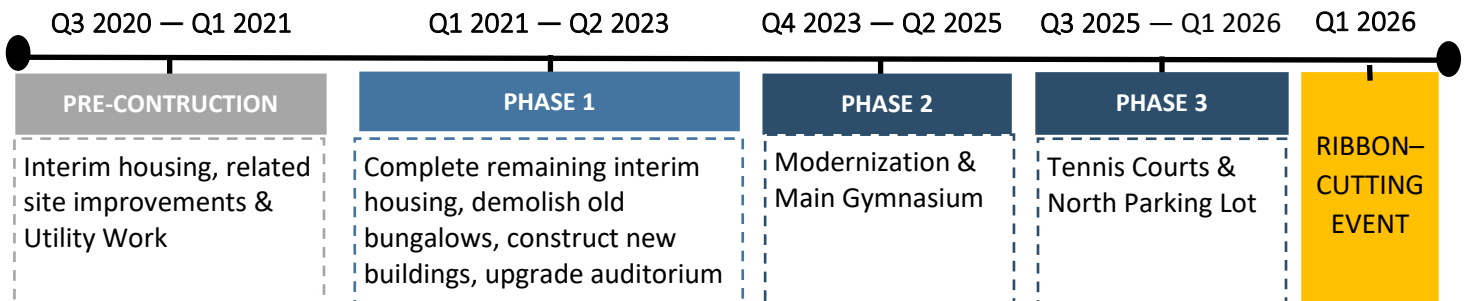 Q3 2020 — Q1 2021
Q1 2021 — Q2 2023
Q4 2023 — Q2 2025
Q3 2025 — Q1 2026
Q1 2026
PRE-CONTRUCTION
PHASE 1
PHASE 2
PHASE 3
Interim housing, related
site improvements &
Utility Work
Complete remaining interim
housing, demolish old
bungalows, construct new
buildings, upgrade auditorium
Modernization &
Main Gymnasium
Tennis Courts &
North Parking Lot
RIBBON–
CUTTING
EVENT